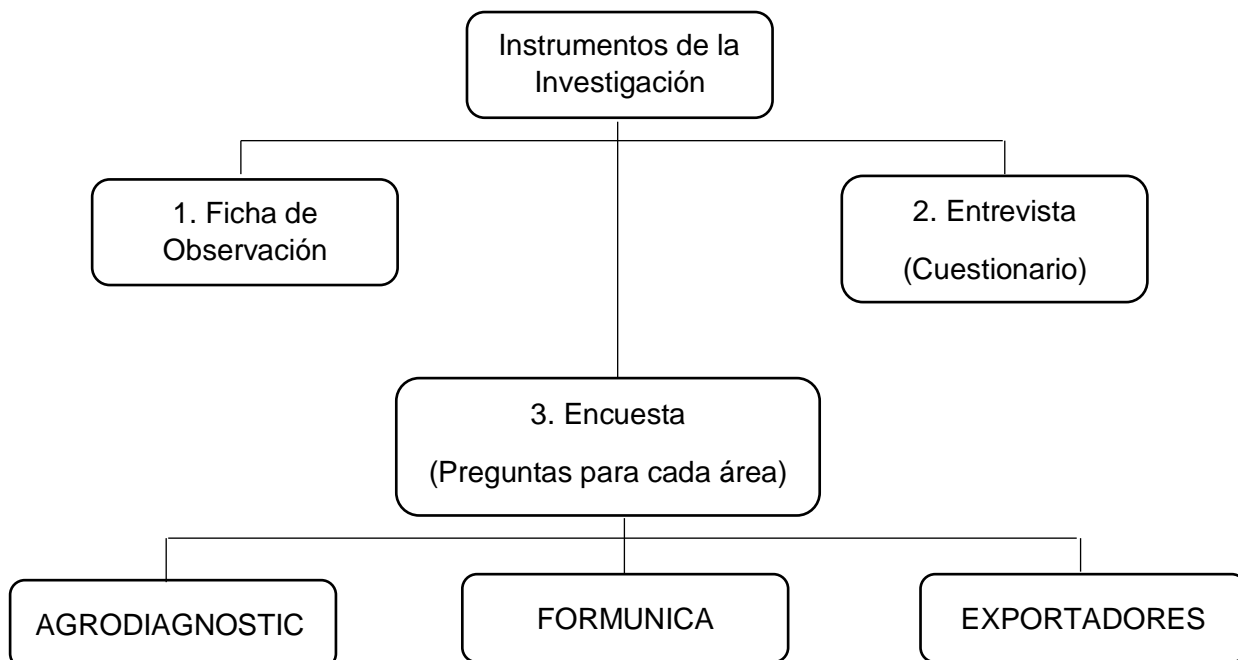 Instrumentos de la
Investigación
1. Ficha de
Observación
2. Entrevista
(Cuestionario)
3. Encuesta
(Preguntas para cada área)
AGRODIAGNOSTIC
FORMUNICA
EXPORTADORES